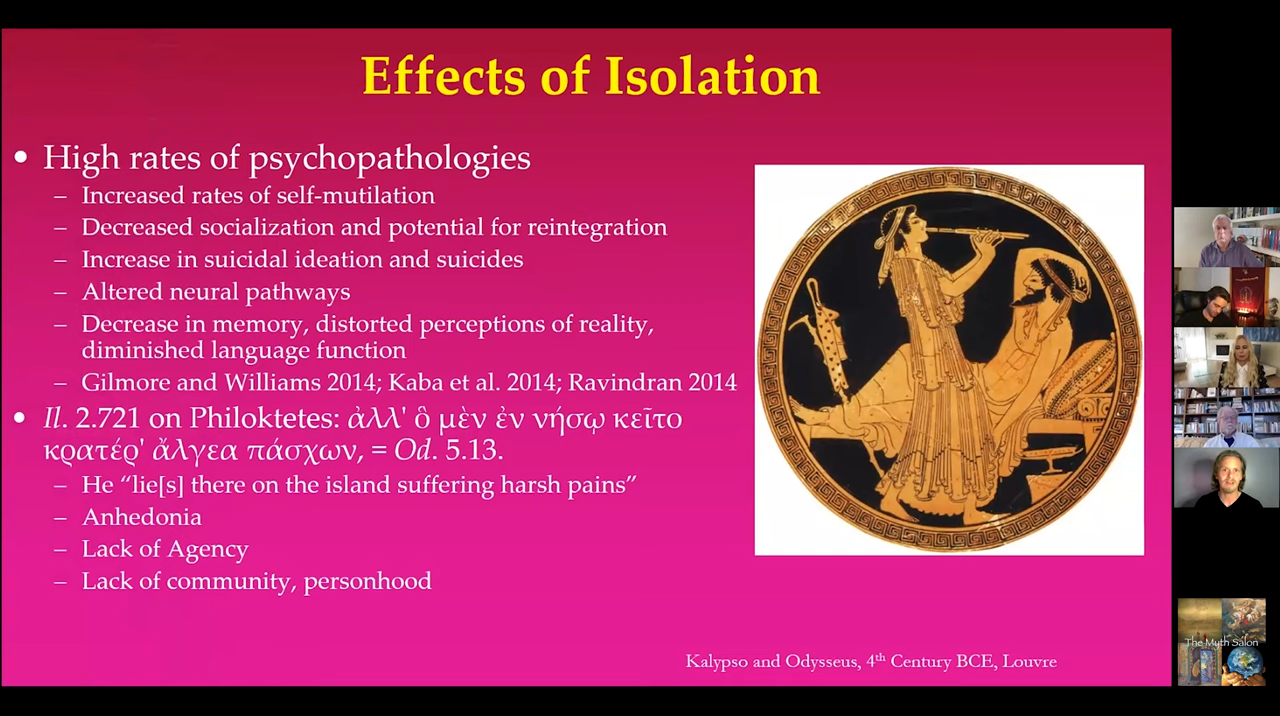 Effects of Isolation
• High rates of psychopathologies
– Increased rates of self-mutilation
– Decreased socialization and potential for reintegration
– Increase in suicidal ideation and suicides
– Altered neural pathways
– Decrease in memory, distorted perceptions of reality,
diminished language function
– Gilmore and Williams 2014; Kaba et al. 2014; Ravindran 2014
• Il. 2.721 on Philoktetes: ἀλλ' ὃ μὲν ἐν νήσῳ κεῖτο
κρατέρ' ἄλγεα πάσχων, = Od. 5.13.
– He “lie[s] there on the island suffering harsh pains”
– Anhedonia
– Lack of Agency
– Lack of community, personhood
Kalypso and Odysseus, 4th Century BCE, Louvre
The Myth Salon